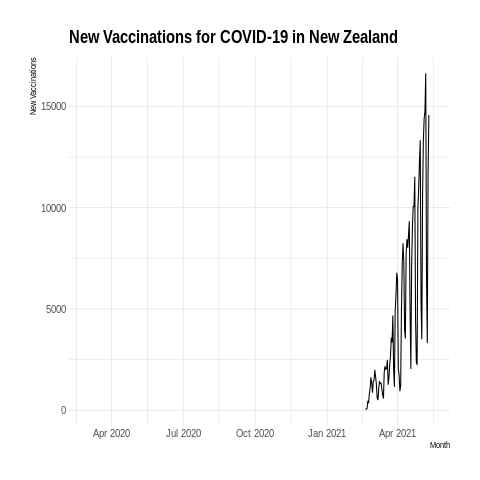 New Vaccinations for COVID-19 in New Zealand
New Vaccinations
15000
10000
5000
0
Apr 2020 Jul 2020 Oct 2020 Jan 2021 Apr 2021
Month